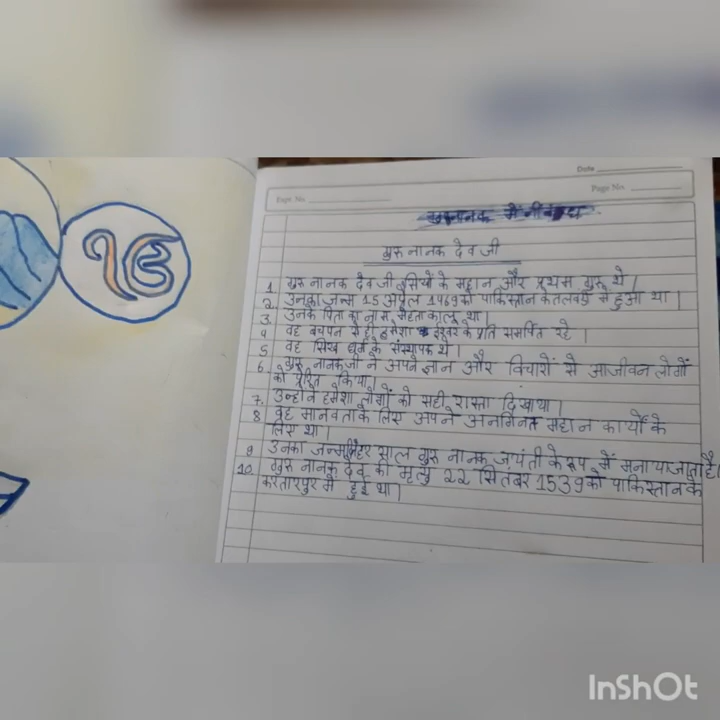 ੴ
Date
Page No.
Page No.
गुरु नानक देव जी
1. गुरु नानक देव जी सिखों के महान और प्रथम गुरु थे।
2. उनका जन्म 15 अप्रैल 1469 को पाकिस्तान के तलवंडी में हुआ था।
3. उनके पिता का नाम मेहता कालू था।
4. वह बचपन से ही हमेशा ईश्वर के प्रति समर्पित रहे।
5. वह सिख धर्म के संस्थापक थे।
6. गुरु नानक जी ने अपने ज्ञान और विचारों से आजीवन लोगों
को प्रेरित किया।
7. उन्होंने हमेशा लोगों को सही रास्ता दिखाया।
8. वह मानवता के लिए अपने अनगिनत महान कार्यों के
लिए था।
9. उनका जन्मदिन हर साल गुरु नानक जयंती के रूप में मनाया जाता है।
10. गुरु नानक देव की मृत्यु 22 सितंबर 1539 को पाकिस्तान के
करतारपुर में हुई था।
InShOt